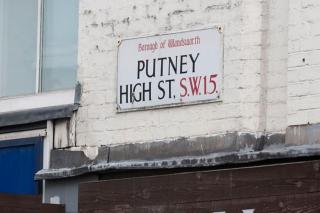 Borough of Wandsworth
PUTNEY
HIGH ST. S.W.15.